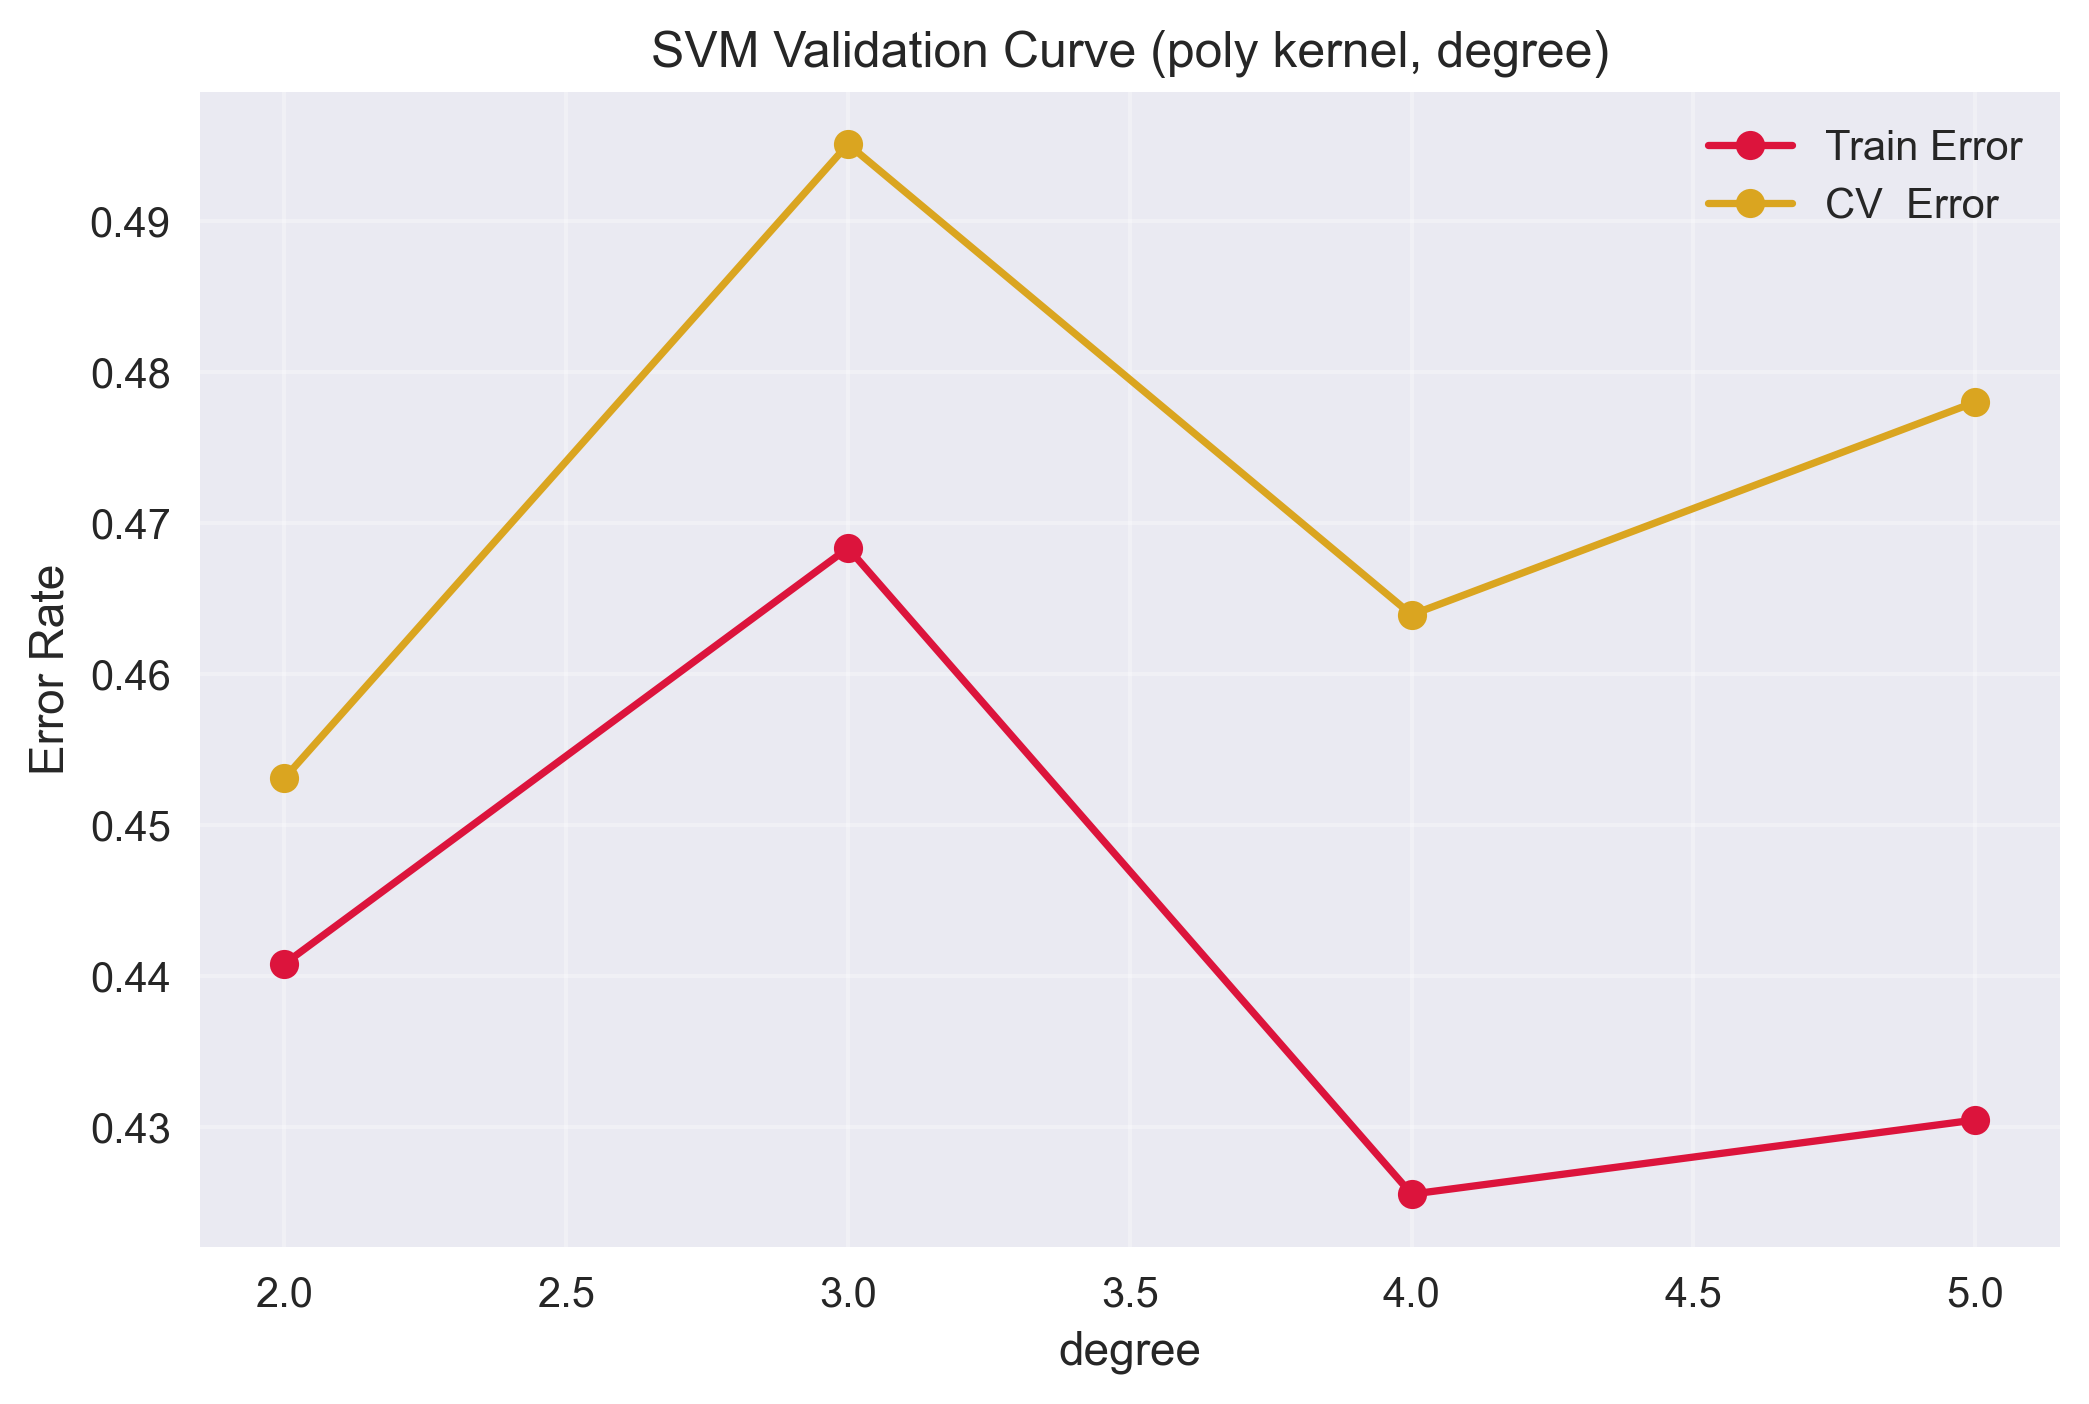 SVM Validation Curve (poly kernel, degree)
Train Error
CV  Error
0.49
0.48
0.47
0.46
0.45
0.44
0.43
Error Rate
2.0
2.5
3.0
3.5
4.0
4.5
5.0
degree